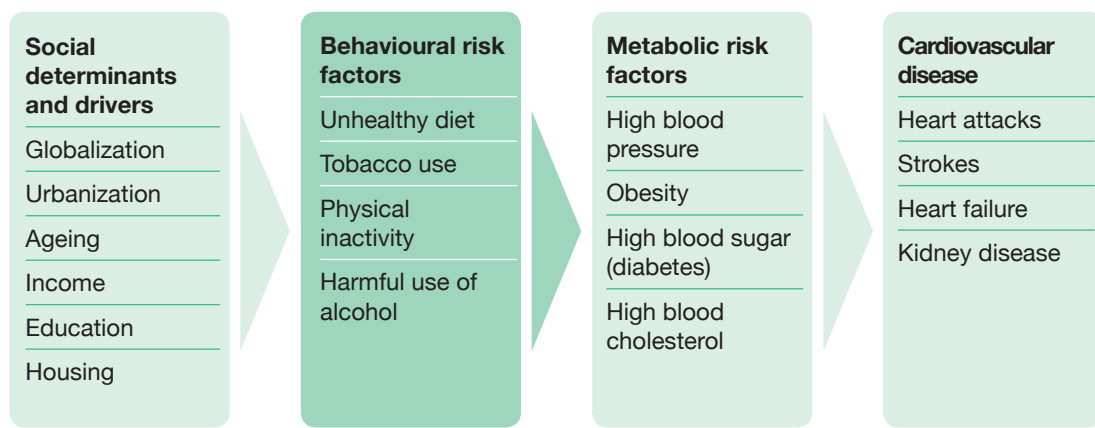 Social
determinants
and drivers
Globalization
Urbanization
Ageing
Income
Education
Housing
Behavioural risk
factors
Unhealthy diet
Tobacco use
Physical
inactivity
Harmful use of
alcohol
Metabolic risk
factors
High blood
pressure
Obesity
High blood sugar
(diabetes)
High blood
cholesterol
Cardiovascular
disease
Heart attacks
Strokes
Heart failure
Kidney disease